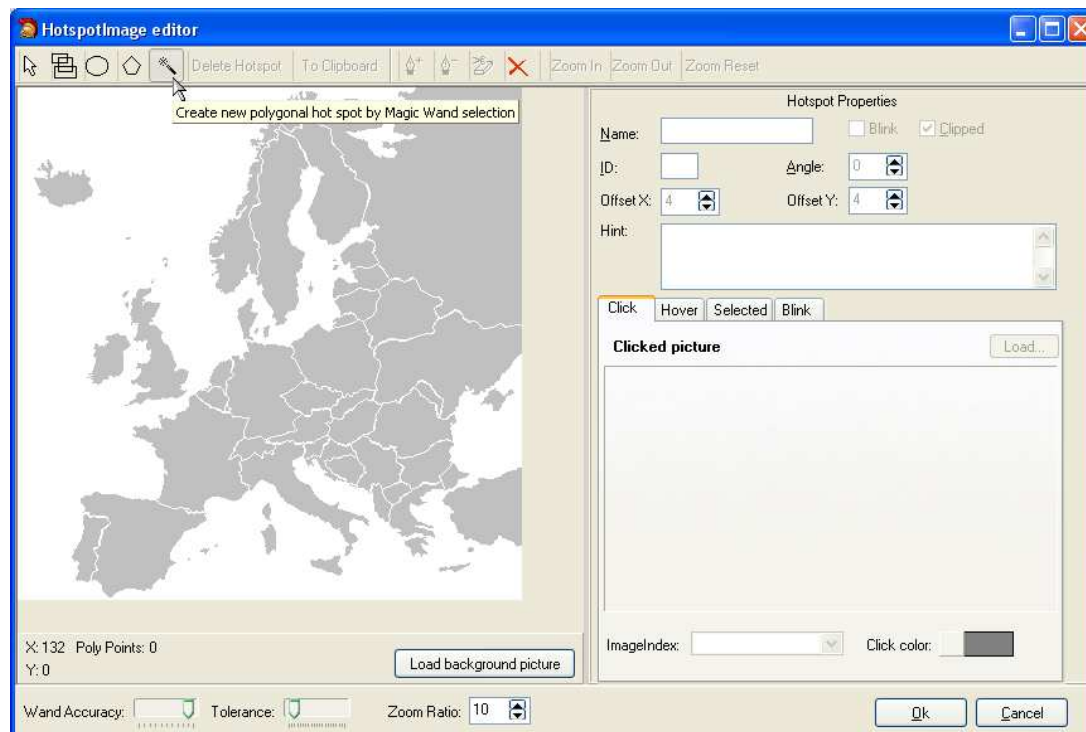 HotspotImage editor
Delete Hotspot To Clipboard Zoom In Zoom Out Zoom Reset
Create new polygonal hot spot by Magic Wand selection
Hotspot Properties
Name: Blink Clipped
ID: Angle: 0
Offset X: 4 Offset Y: 4
Hint:
Click Hover Selected Blink
Clicked picture Load...
ImageIndex: Click color:
X: 132 Poly Points: 0
Y: 0
Load background picture
Wand Accuracy: Tolerance: Zoom Ratio: 10 Ok Cancel